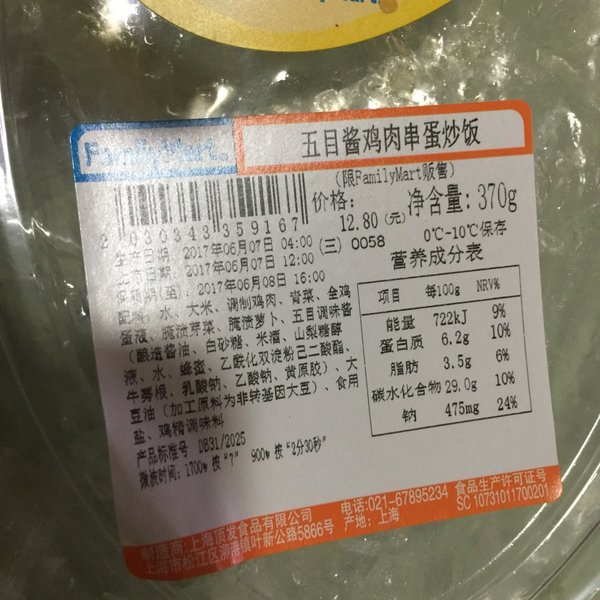 FamilyMart
五目酱鸡肉串蛋炒饭
(限FamilyMart贩售)
价格:
12.80 (元)
净含量: 370g
2 030343 359167
0℃-10℃保存
生产日期: 2017年06月07日 04:00
2017年06月07日 12:00 (三) 0058
2017年06月08日 16:00
配料: 水、大米、调制鸡肉、青菜、全鸡
蛋液、腌渍芽菜、腌渍萝卜、五目调味酱
(酿造酱油、白砂糖、米酒、山梨糖醇
液、水、蜂蜜、乙酰化双淀粉己二酸酯、
牛蒡根、乳酸钠、乙酸钠、黄原胶)、大
豆油 (加工原料为非转基因大豆)、食用
盐、鸡精调味料
产品标准号 DB31/2025
微波时间: 1700w 按"7" 900w 按"2分30秒"
营养成分表
项目 每100g NRV%
能量 722kJ 9%
蛋白质 6.2g 10%
脂肪 3.5g 6%
碳水化合物 29.0g 10%
钠 475mg 24%
制造商: 上海顶发食品有限公司
上海市松江区泖港镇叶新公路5866号
电话:021-67895234
产地: 上海
食品生产许可证号
SC 10731011700201